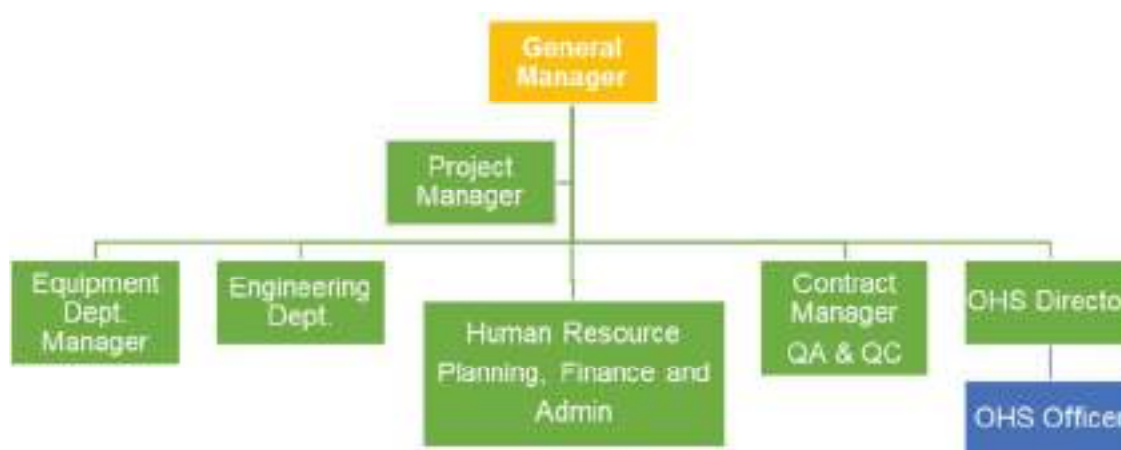 General
Manager
Project
Manager
Equipment
Dept.
Manager
Engineering
Dept.
Human Resource
Planning, Finance and
Admin
Contract
Manager
QA & QC
OHS Directo
OHS Officer